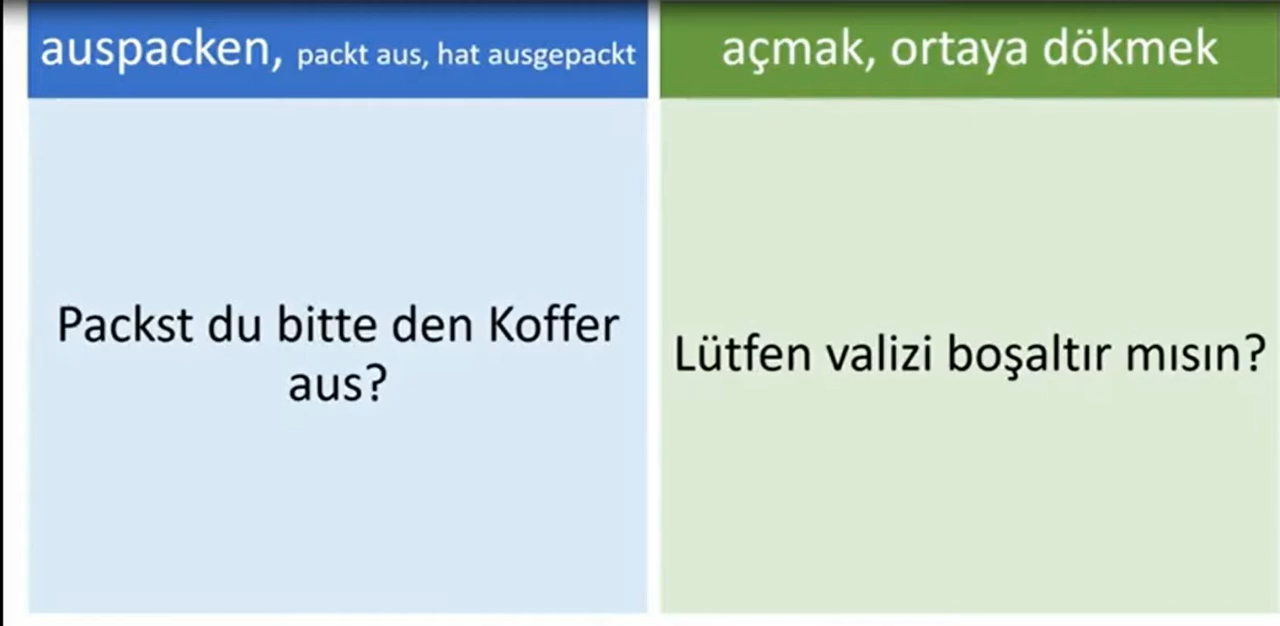 auspacken, packt aus, hat ausgepackt
açmak, ortaya dökmek
Packst du bitte den Koffer
aus?
Lütfen valizi boşaltır mısın?